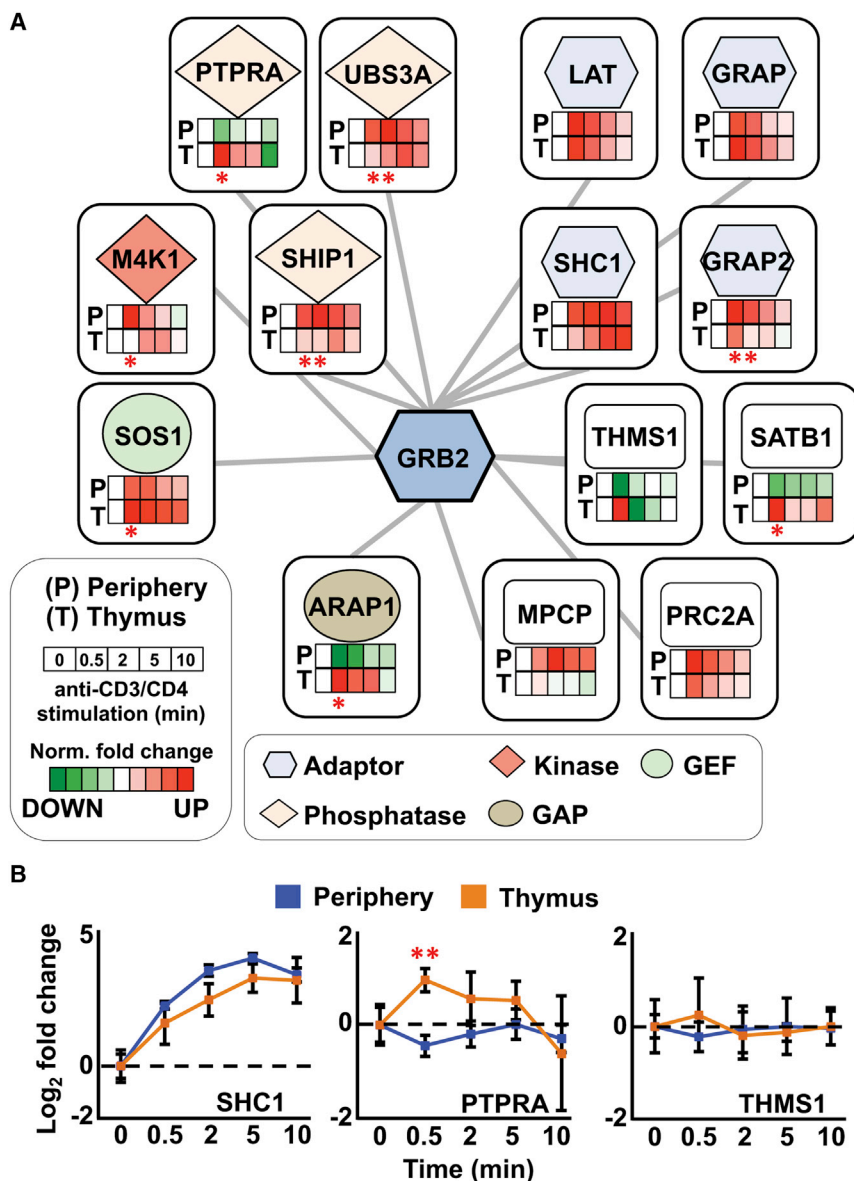 A
PTPRA
P
T
*
UBS3A
P
T
**
LAT
P
T
GRAP
P
T
M4K1
P
T
*
SHIP1
P
T
**
SHC1
P
T
GRAP2
P
T
**
SOS1
P
T
*
GRB2
THMS1
P
T
SATB1
P
T
*
ARAP1
P
T
*
MPCP
P
T
PRC2A
P
T
(P) Periphery
(T) Thymus
0 0.5 2 5 10
anti-CD3/CD4
stimulation (min)
Norm. fold change
DOWN UP
Adaptor Kinase GEF
Phosphatase GAP
B
Periphery Thymus
Log2 fold change
5
0
-2
SHC1
0 0.5 2 5 10
2
0
-2
**
PTPRA
0 0.5 2 5 10
2
0
-2
THMS1
0 0.5 2 5 10
Time (min)